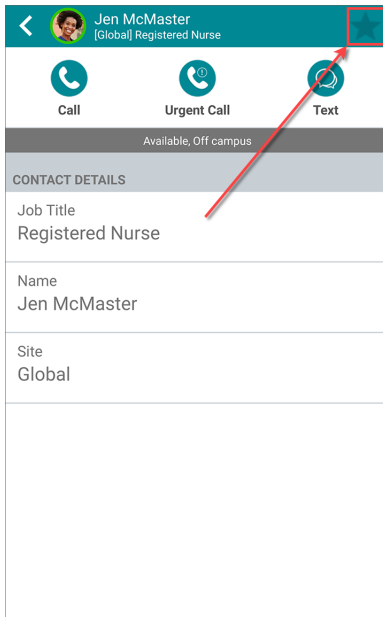 Jen McMaster
[Global] Registered Nurse
Call
Urgent Call
Text
Available, Off campus
CONTACT DETAILS
Job Title
Registered Nurse
Name
Jen McMaster
Site
Global